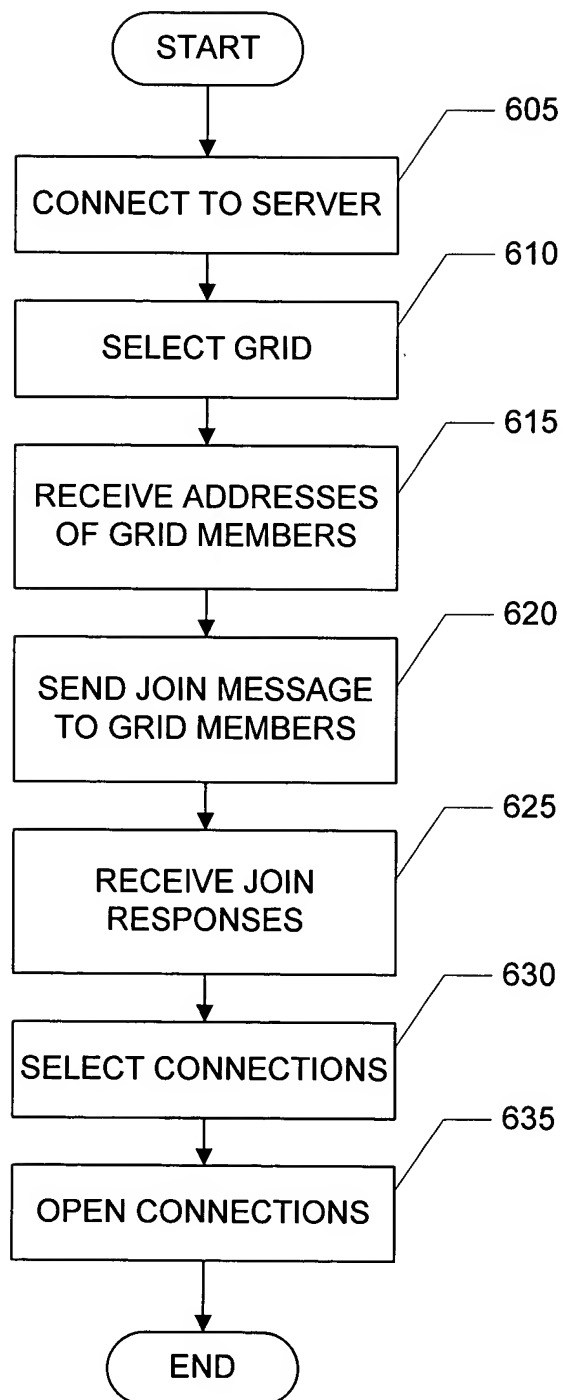 START
605
CONNECT TO SERVER
610
SELECT GRID
615
RECEIVE ADDRESSES
OF GRID MEMBERS
620
SEND JOIN MESSAGE
TO GRID MEMBERS
625
RECEIVE JOIN
RESPONSES
630
SELECT CONNECTIONS
635
OPEN CONNECTIONS
END